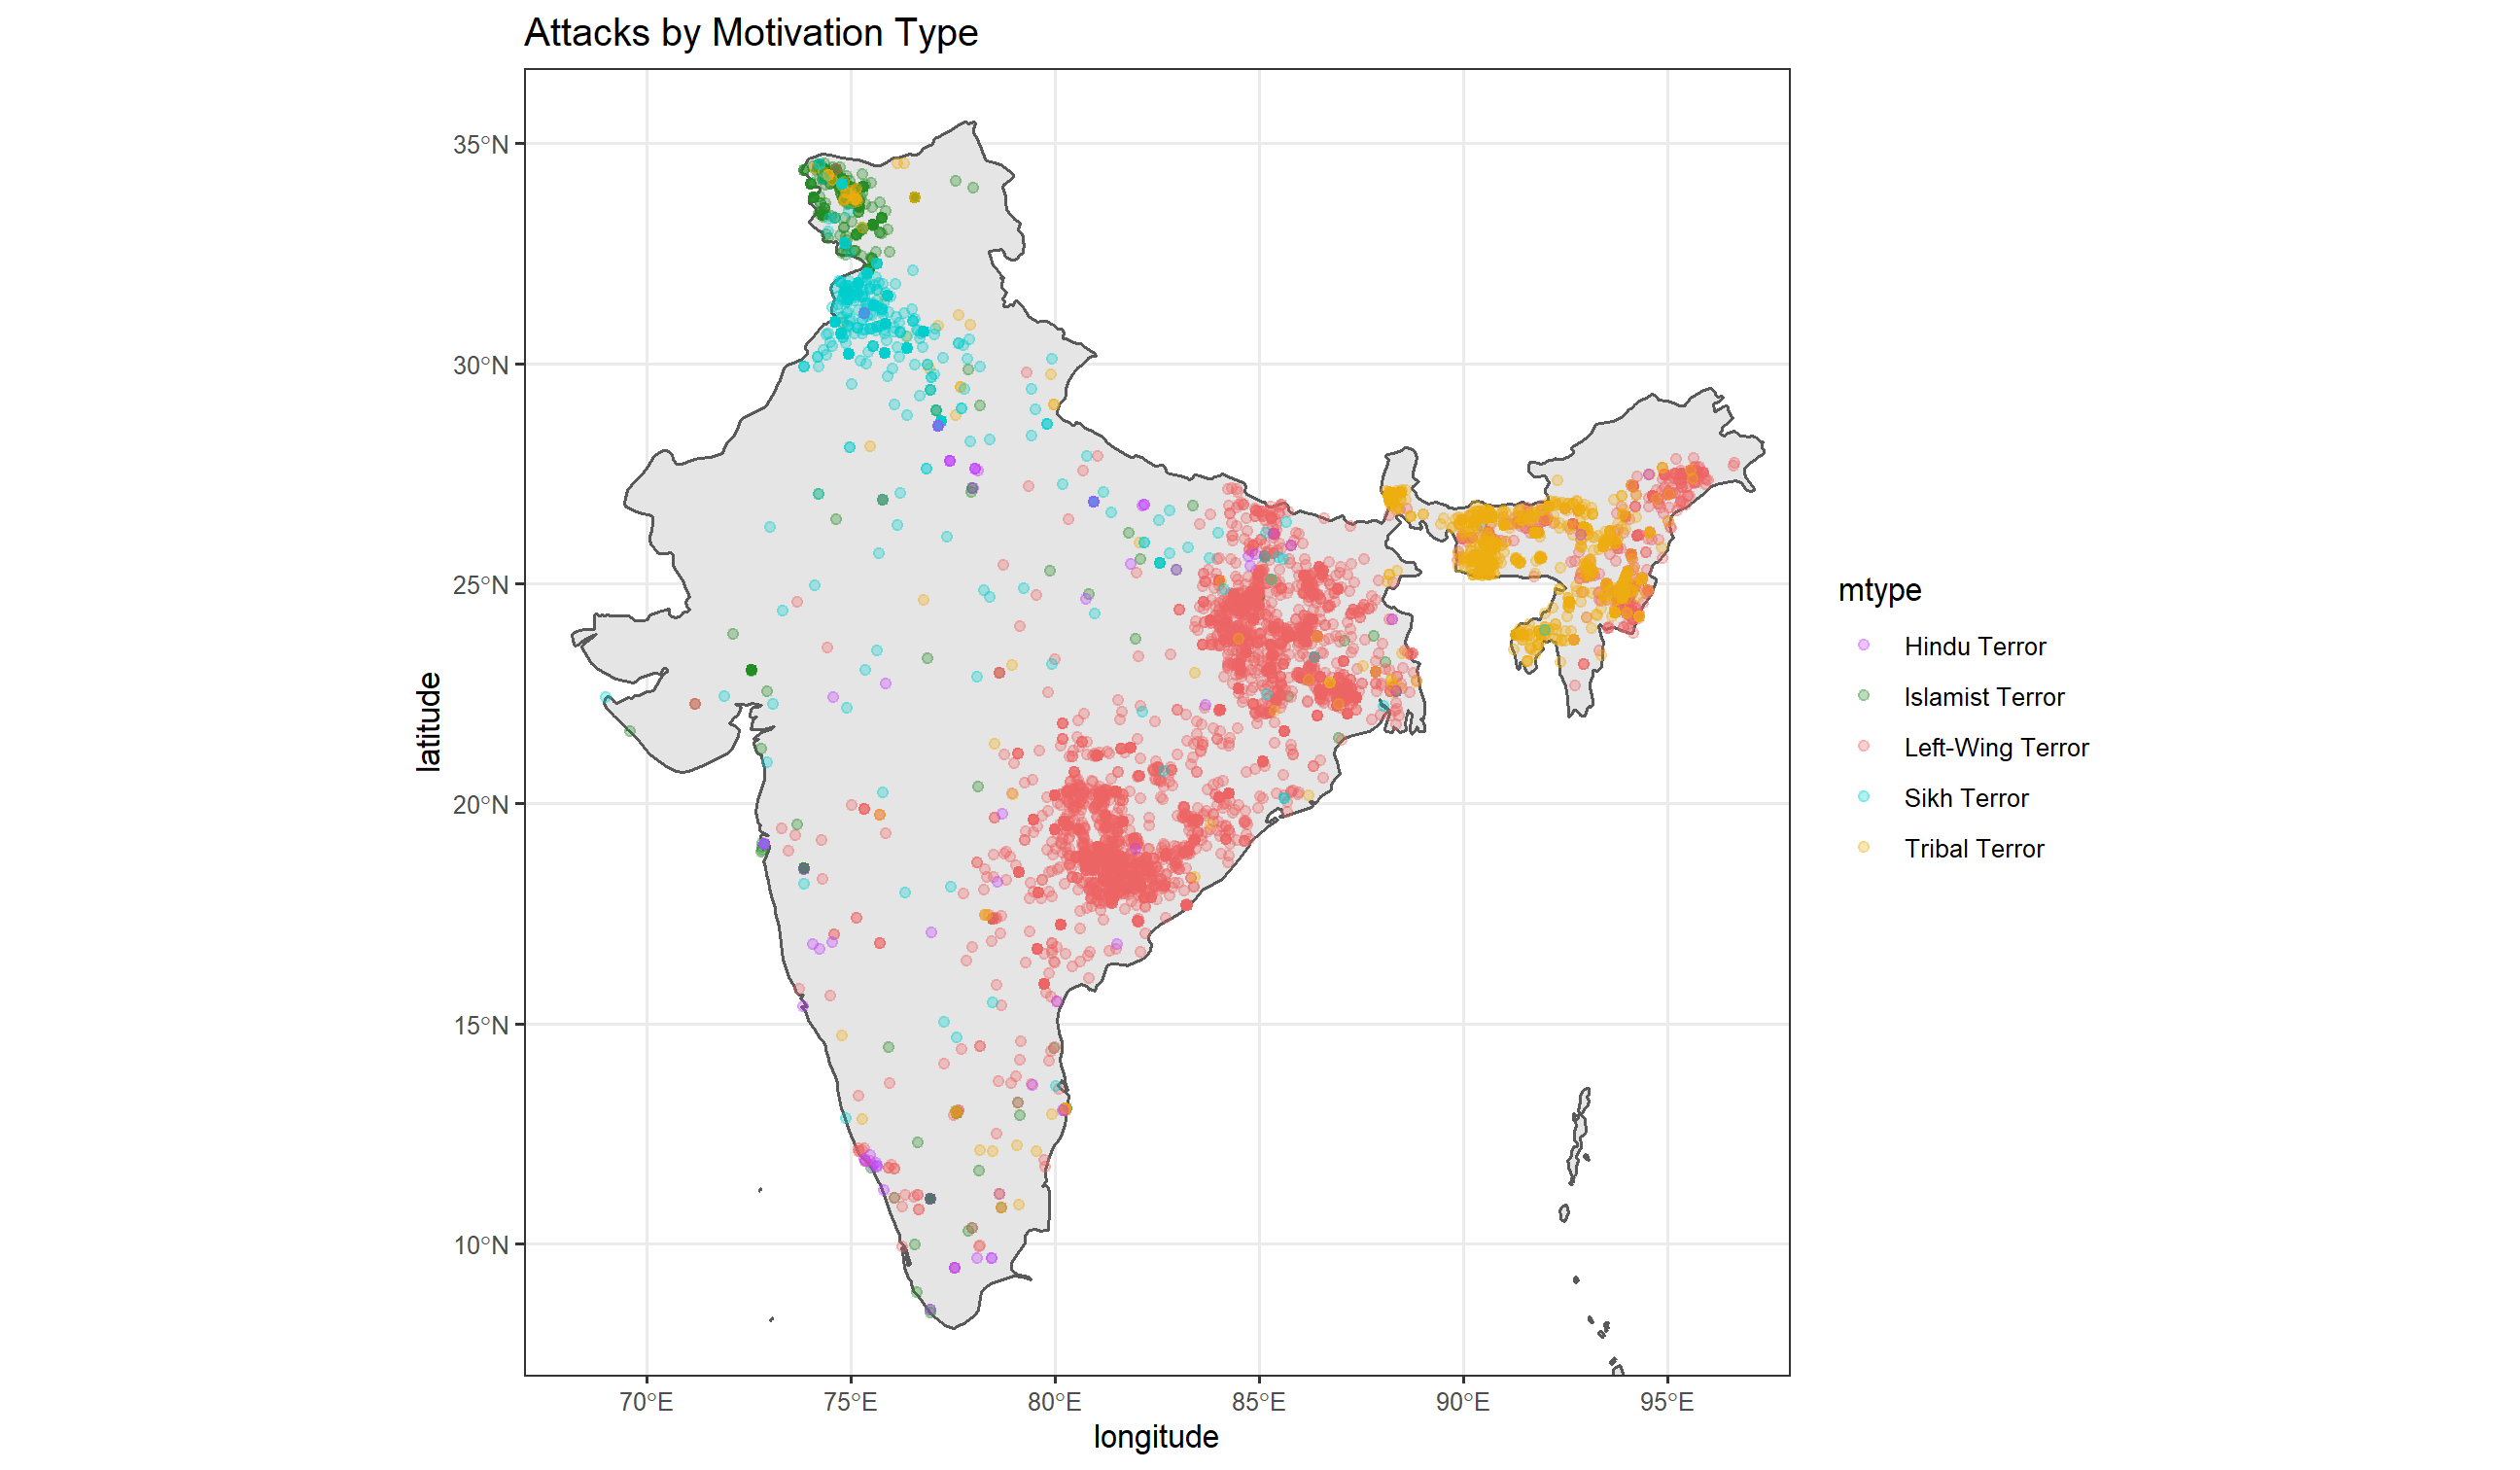 Attacks by Motivation Type
35°N
30°N
25°N
20°N
15°N
10°N
latitude
70°E
75°E
80°E
85°E
90°E
95°E
longitude
mtype
Hindu Terror
Islamist Terror
Left-Wing Terror
Sikh Terror
Tribal Terror